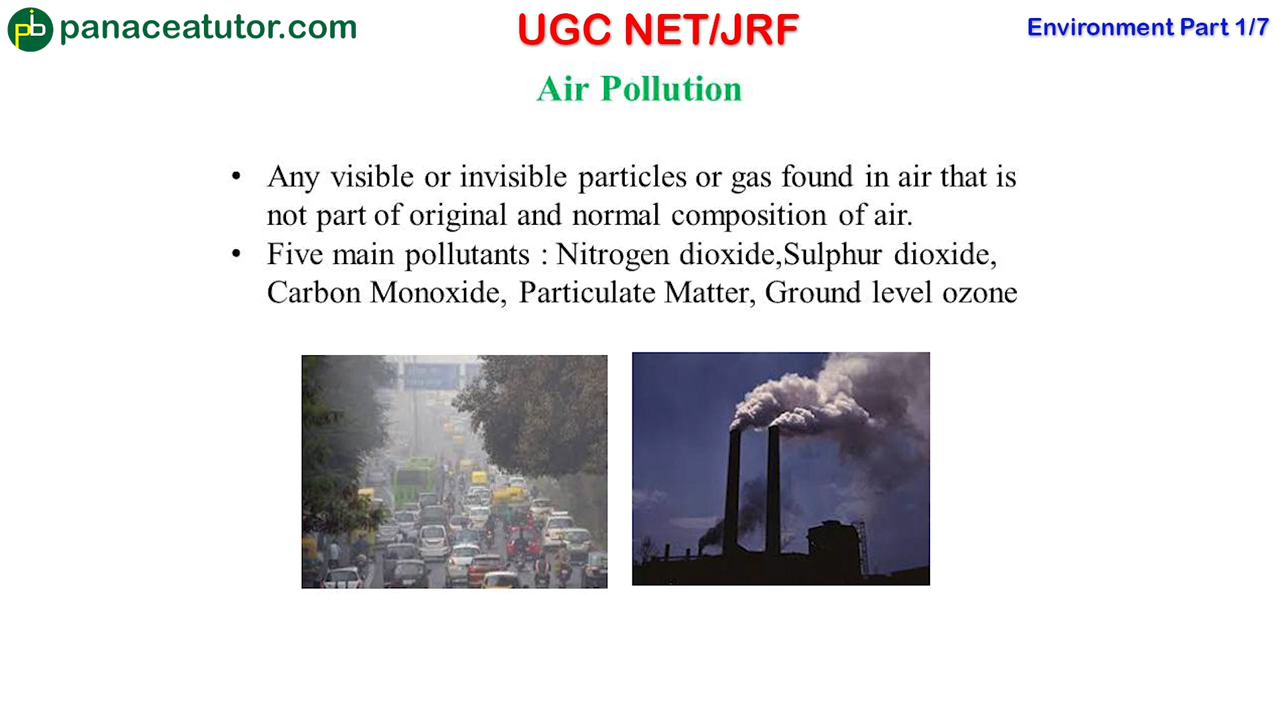 panaceatutor.com
UGC NET/JRF
Environment Part 1/7
Air Pollution
• Any visible or invisible particles or gas found in air that is
not part of original and normal composition of air.
• Five main pollutants : Nitrogen dioxide,Sulphur dioxide,
Carbon Monoxide, Particulate Matter, Ground level ozone